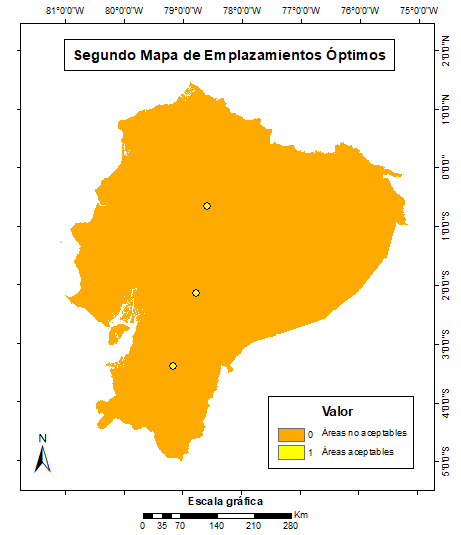 81°0'0"W 80°0'0"W 79°0'0"W 78°0'0"W 77°0'0"W 76°0'0"W 75°0'0"W
Segundo Mapa de Emplazamientos Óptimos
2°0'0"N
1°0'0"N
0°0'0"
1°0'0"S
2°0'0"S
3°0'0"S
4°0'0"S
5°0'0"S
Valor
0 Áreas no aceptables
1 Áreas aceptables
N
Escala gráfica
Km
0 35 70 140 210 280